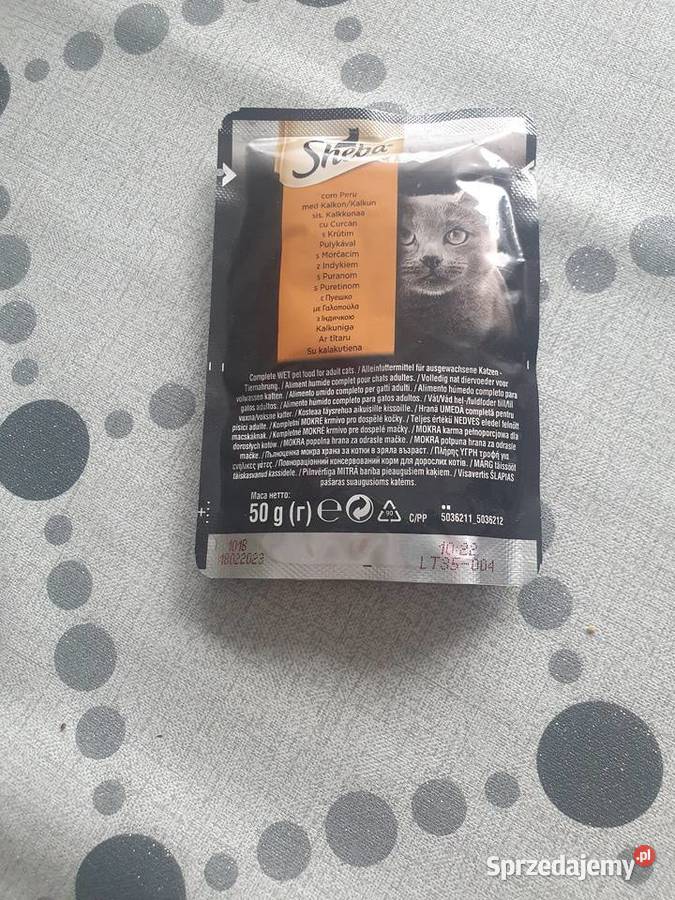 Sheba
com Peru
med Kalkon/Kalkun
sis. Kalkkunaa
cu Curcan
s Krůtím
Pulykával
s Morčacím
z Indykiem
s Puranom
s Puretinom
с Пуешко
με Γαλοπούλα
з Індичкою
Kalkuniga
Ar tītaru
Su kalakutiena
Complete WET pet food for adult cats. / Alleinfuttermittel für ausgewachsene Katzen -
Tiernahrung. / Aliment humide complet pour chats adultes. / Volledig nat diervoeder voor
volwassen katten. / Alimento umido completo per gatti adulti. / Alimento húmedo completo para
gatos adultos. / Alimento húmido completo para gatos adultos. / Våt/Våd hel-/fuldfoder till/til
vuxna/voksne katter. / Kosteaa täysrehua aikuisille kissoille. / Hrană UMEDĂ completă pentru
pisici adulte. / Kompletní MOKRÉ krmivo pro dospělé kočky. / Teljes értékű NEDVES eledel felnőtt
macskáknak. / Kompletné MOKRÉ krmivo pre dospelé mačky. / MOKRA karma pełnoporcjowa dla
dorosłych kotów. / MOKRA popolna hrana za odrasle mačke. / MOKRA potpuna hrana za odrasle
mačke. / Пълноценна мокра храна за котки в зряла възраст. / Πλήρης ΥΓΡΗ τροφή για
ενήλικες γάτες. / Повнораціонний консервований корм для дорослих котів. / MÄRG täissööt
täiskasvanud kassidele. / Pilnvērtīga MITRA barība pieaugušiem kaķiem. / Visavertis ŠLAPIAS
pašaras suaugusioms katėms.
Маса нетто:
50 g (г) ℮ 90 C/PP 5036211_5036212
1018 10:22
18022023 LT35-004
Sprzedajemy.pl